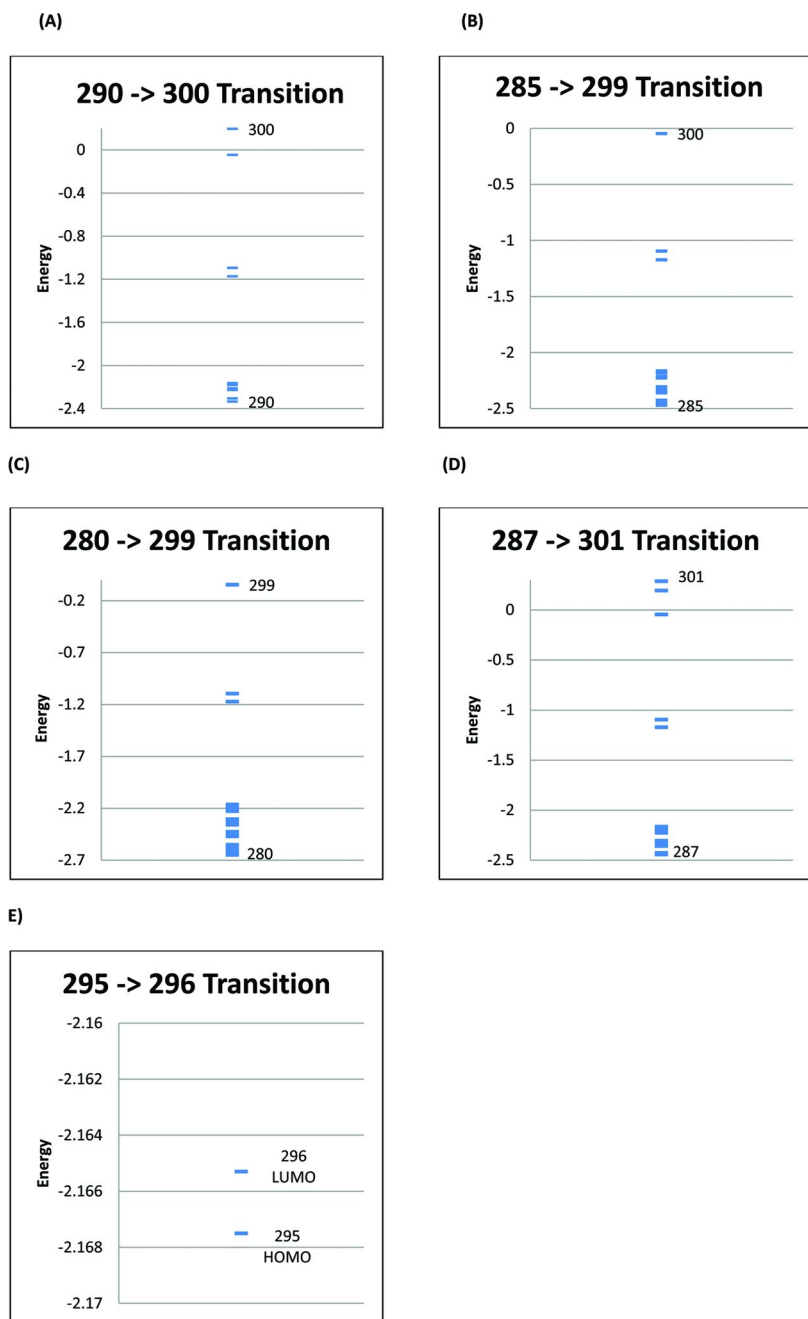 (A)
290 -> 300 Transition
300
0
-0.4
-0.8
-1.2
-1.6
-2
-2.4
Energy
290
(B)
285 -> 299 Transition
0
300
-0.5
-1
-1.5
-2
-2.5
Energy
285
(C)
280 -> 299 Transition
299
-0.2
-0.7
-1.2
-1.7
-2.2
-2.7
Energy
280
(D)
287 -> 301 Transition
301
0
-0.5
-1
-1.5
-2
-2.5
Energy
287
E)
295 -> 296 Transition
-2.16
-2.162
-2.164
-2.166
-2.168
-2.17
Energy
296
LUMO
295
HOMO